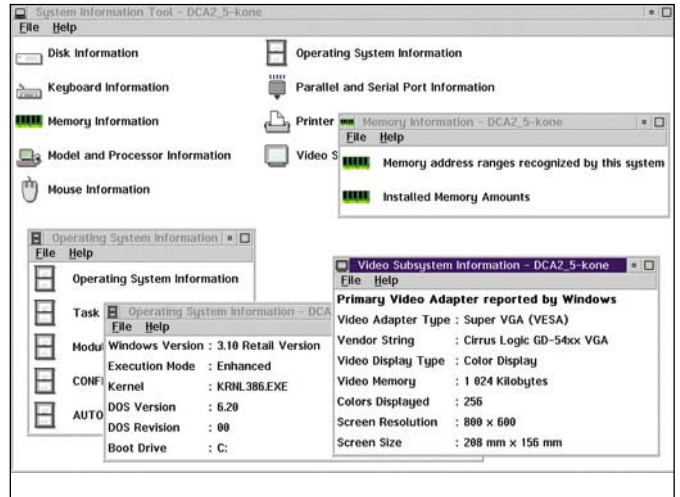 System Information Tool - DCA2_5-kone
File Help
Disk Information
Operating System Information
Keyboard Information
Parallel and Serial Port Information
Memory Information
Printer
Model and Processor Information
Video S
Mouse Information
Memory Information - DCA2_5-kone
File Help
Memory address ranges recognized by this system
Installed Memory Amounts
Operating System Information
File Help
Operating System Information
Task
Modu
CONFI
AUTO
Operating System Information - DCA
File Help
Windows Version : 3.10 Retail Version
Execution Mode : Enhanced
Kernel : KRNL386.EXE
DOS Version : 6.20
DOS Revision : 00
Boot Drive : C:
Video Subsystem Information - DCA2_5-kone
File Help
Primary Video Adapter reported by Windows
Video Adapter Type : Super VGA (VESA)
Vendor String : Cirrus Logic GD-54xx VGA
Video Display Type : Color Display
Video Memory : 1 024 Kilobytes
Colors Displayed : 256
Screen Resolution : 800 x 600
Screen Size : 208 mm x 156 mm